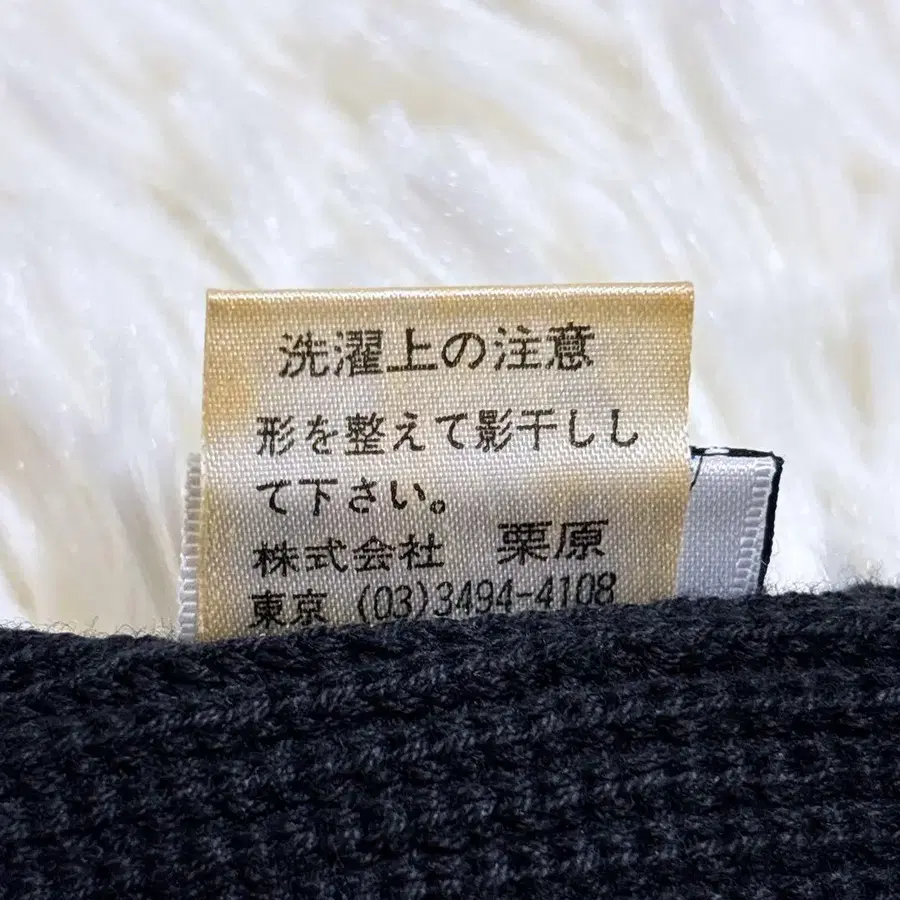 洗濯上の注意
形を整えて影干しし
て下さい。
株式会社 栗原
東京 (03)3494-4108